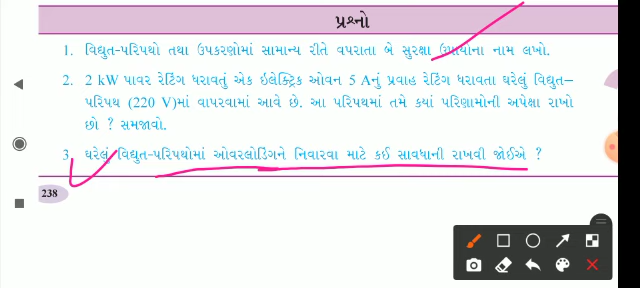 પ્રશ્નો
1. વિદ્યુત-પરિપથો તથા ઉપકરણોમાં સામાન્ય રીતે વપરાતા બે સુરક્ષા ઉપાયોના નામ લખો.
2. 2 kW પાવર રેટિંગ ધરાવતું એક ઇલેક્ટ્રિક ઓવન 5 Aનું પ્રવાહ રેટિંગ ધરાવતા ઘરેલું વિદ્યુત–
પરિપથ (220 V)માં વાપરવામાં આવે છે. આ પરિપથમાં તમે કયાં પરિણામોની અપેક્ષા રાખો
છો ? સમજાવો.
3. ઘરેલું વિદ્યુત-પરિપથોમાં ઓવરલોડિંગને નિવારવા માટે કઈ સાવધાની રાખવી જોઈએ ?
238